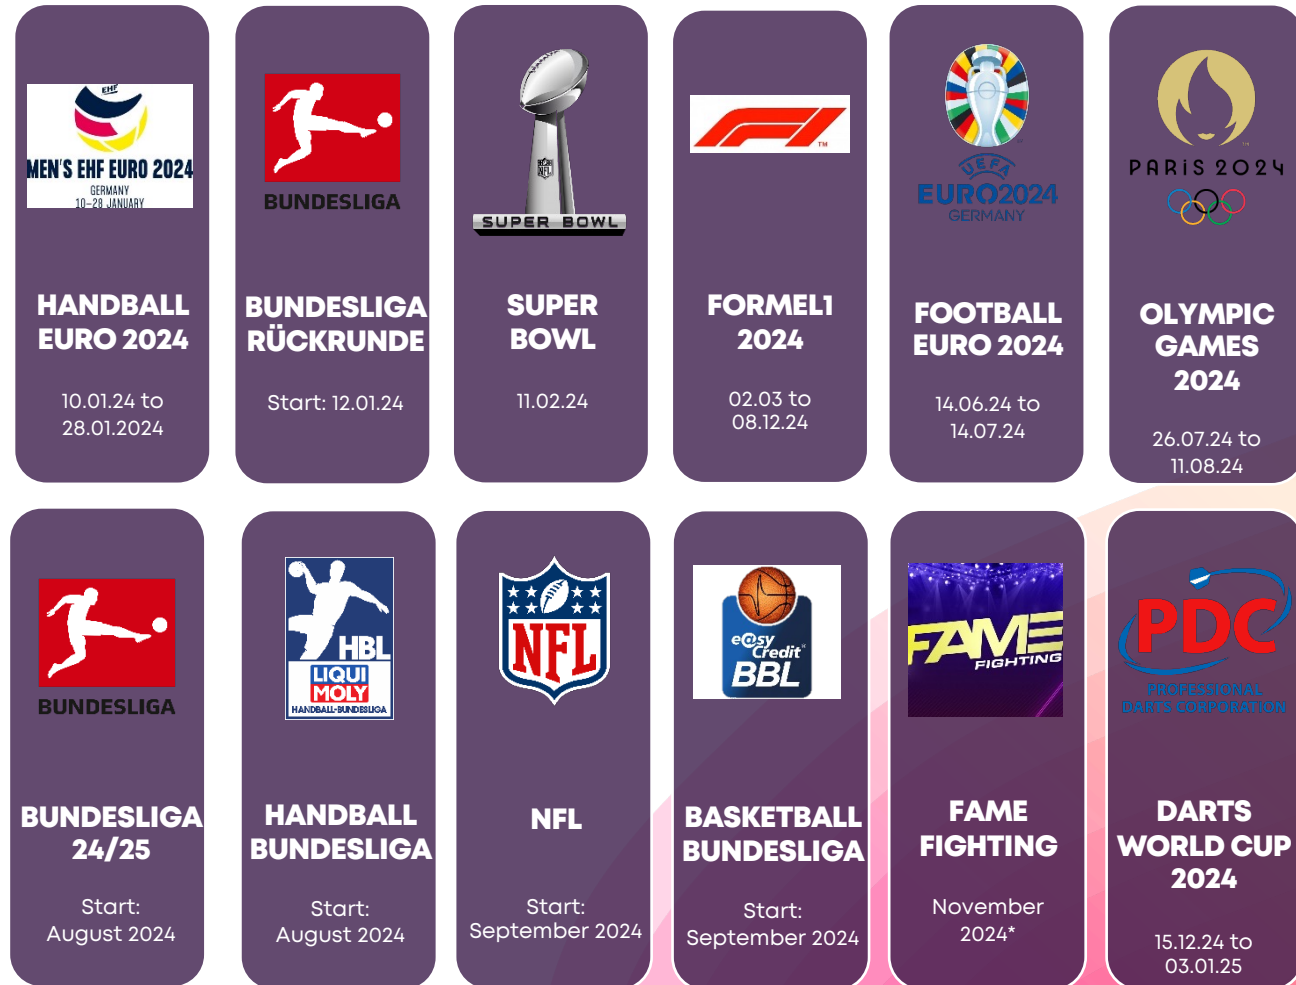 EHF
MEN'S EHF EURO 2024
GERMANY
10–28 JANUARY
HANDBALL
EURO 2024
10.01.24 to
28.01.2024
BUNDESLIGA
BUNDESLIGA
RÜCKRUNDE
Start: 12.01.24
NFL
SUPER BOWL
SUPER
BOWL
11.02.24
F1
TM
FORMEL1
2024
02.03 to
08.12.24
UEFA
EURO2024
GERMANY
FOOTBALL
EURO 2024
14.06.24 to
14.07.24
PARIS 2024
OLYMPIC
GAMES
2024
26.07.24 to
11.08.24
BUNDESLIGA
BUNDESLIGA
24/25
Start:
August 2024
HBL
LIQUI
MOLY
HANDBALL-BUNDESLIGA
HANDBALL
BUNDESLIGA
Start:
August 2024
NFL
NFL
Start:
September 2024
e@sy
Credit
BBL
BASKETBALL
BUNDESLIGA
Start:
September 2024
FAME
FIGHTING
FAME
FIGHTING
November
2024*
PDC
PROFESSIONAL
DARTS CORPORATION
DARTS
WORLD CUP
2024
15.12.24 to
03.01.25